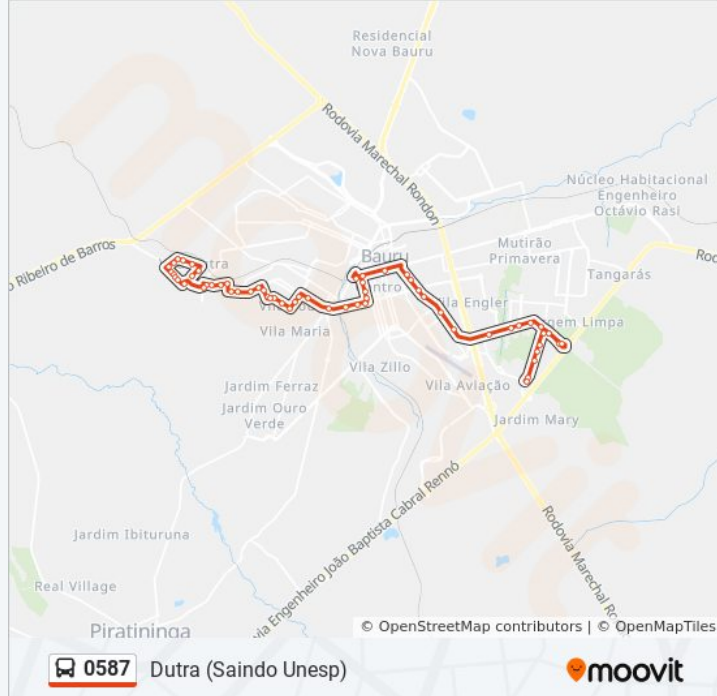 Residencial
Nova Bauru
Rodovia Marechal Rondon
Núcleo Habitacional
Engenheiro
Octávio Rasi
Mutirão
Primavera
Bauru
Tangarás
Ribeiro de Barros
Vila Engler
Vila Maria
Vila Zillo
Vila Aviação
Jardim Ferraz
Jardim Ouro
Verde
Jardim Mary
Engenheiro João Baptista Cabral Rennó
Rodovia Marechal
Jardim Ibituruna
Real Village
Piratininga
© OpenStreetMap contributors | © OpenMapTiles
0587 Dutra (Saindo Unesp)
moovit